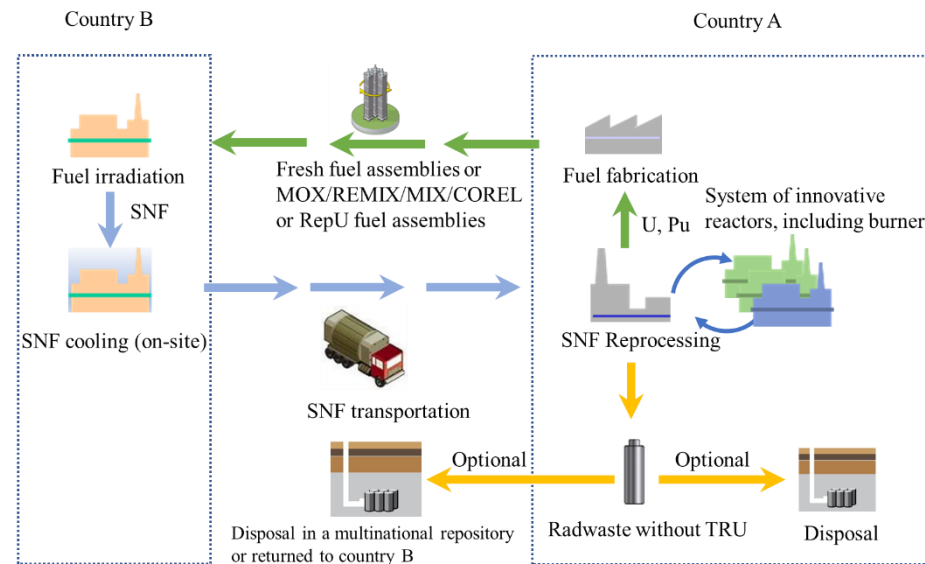 Country B
Country A
Fresh fuel assemblies or
MOX/REMIX/MIX/COREL
or RepU fuel assemblies
Fuel irradiation
SNF
Fuel fabrication
System of innovative
reactors, including burner
U, Pu
SNF cooling (on-site)
SNF Reprocessing
SNF transportation
Optional
Optional
Disposal in a multinational repository
or returned to country B
Radwaste without TRU
Disposal